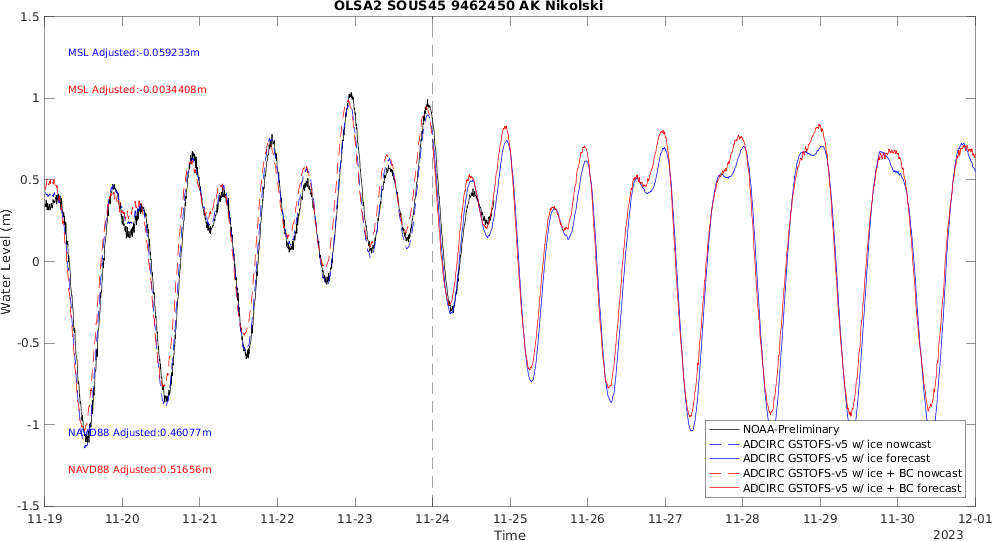 OLSA2 SOUS45 9462450 AK Nikolski
1.5
MSL Adjusted:-0.059233m
MSL Adjusted:-0.0034408m
1
0.5
0
-0.5
-1
-1.5
Water Level (m)
NAVD88 Adjusted:0.46077m
NAVD88 Adjusted:0.51656m
NOAA-Preliminary
ADCIRC GSTOFS-v5 w/ ice nowcast
ADCIRC GSTOFS-v5 w/ ice forecast
ADCIRC GSTOFS-v5 w/ ice + BC nowcast
ADCIRC GSTOFS-v5 w/ ice + BC forecast
11-19 11-20 11-21 11-22 11-23 11-24 11-25 11-26 11-27 11-28 11-29 11-30 12-01
Time
2023